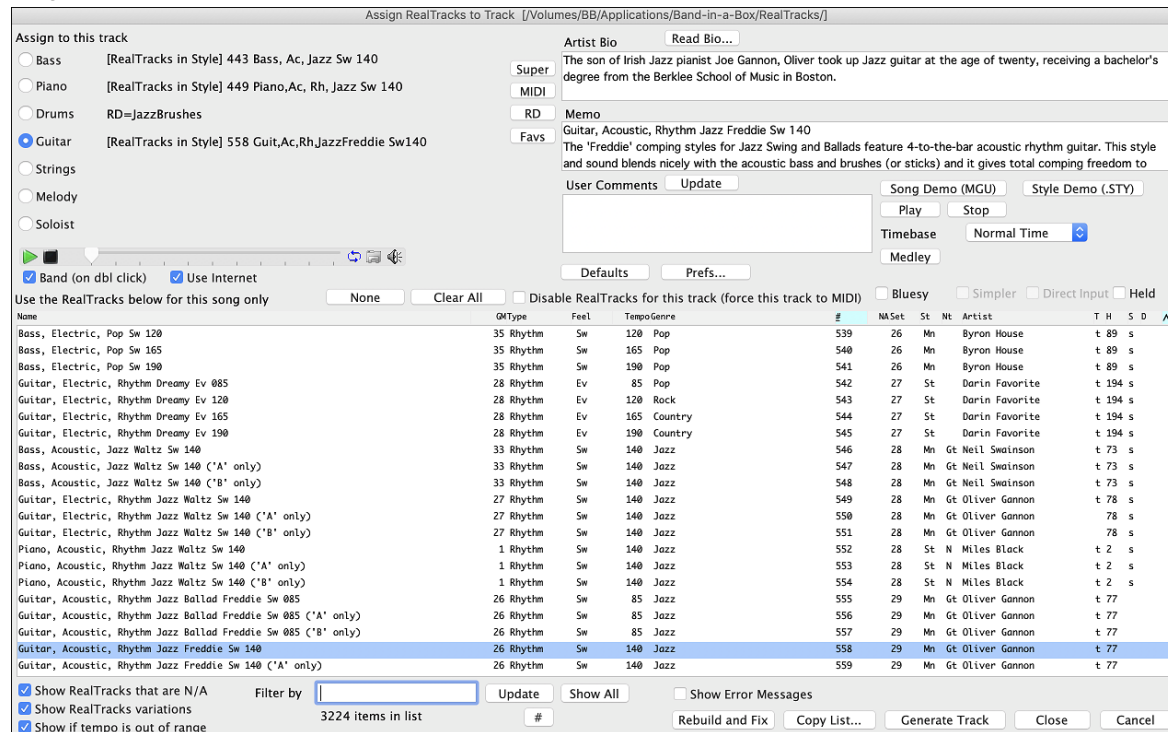 Assign RealTracks to Track [/Volumes/BB/Applications/Band-in-a-Box/RealTracks/]
Assign to this track
Bass [RealTracks in Style] 443 Bass, Ac, Jazz Sw 140
Piano [RealTracks in Style] 449 Piano,Ac, Rh, Jazz Sw 140
Drums RD=JazzBrushes
Guitar [RealTracks in Style] 558 Guit,Ac,Rh,JazzFreddie Sw140
Strings
Melody
Soloist
Super
MIDI
RD
Favs
Artist Bio Read Bio...
The son of Irish Jazz pianist Joe Gannon, Oliver took up Jazz guitar at the age of twenty, receiving a bachelor's
degree from the Berklee School of Music in Boston.
Memo
Guitar, Acoustic, Rhythm Jazz Freddie Sw 140
The 'Freddie' comping styles for Jazz Swing and Ballads feature 4-to-the-bar acoustic rhythm guitar. This style
and sound blends nicely with the acoustic bass and brushes (or sticks) and it gives total comping freedom to
User Comments Update
Song Demo (MGU) Style Demo (.STY)
Play Stop
Timebase Normal Time
Medley
Defaults Prefs...
Band (on dbl click) Use Internet
Use the RealTracks below for this song only None Clear All Disable RealTracks for this track (force this track to MIDI) Bluesy Simpler Direct Input Held
Name GMType Feel TempoGenre # NASet St Nt Artist T H S D
Bass, Electric, Pop Sw 120 35 Rhythm Sw 120 Pop 539 26 Mn Byron House t 89 s
Bass, Electric, Pop Sw 165 35 Rhythm Sw 165 Pop 540 26 Mn Byron House t 89 s
Bass, Electric, Pop Sw 190 35 Rhythm Sw 190 Pop 541 26 Mn Byron House t 89 s
Guitar, Electric, Rhythm Dreamy Ev 085 28 Rhythm Ev 85 Pop 542 27 St Darin Favorite t 194 s
Guitar, Electric, Rhythm Dreamy Ev 120 28 Rhythm Ev 120 Rock 543 27 St Darin Favorite t 194 s
Guitar, Electric, Rhythm Dreamy Ev 165 28 Rhythm Ev 165 Country 544 27 St Darin Favorite t 194 s
Guitar, Electric, Rhythm Dreamy Ev 190 28 Rhythm Ev 190 Country 545 27 St Darin Favorite t 194 s
Bass, Acoustic, Jazz Waltz Sw 140 33 Rhythm Sw 140 Jazz 546 28 Mn Gt Neil Swainson t 73 s
Bass, Acoustic, Jazz Waltz Sw 140 ('A' only) 33 Rhythm Sw 140 Jazz 547 28 Mn Gt Neil Swainson t 73 s
Bass, Acoustic, Jazz Waltz Sw 140 ('B' only) 33 Rhythm Sw 140 Jazz 548 28 Mn Gt Neil Swainson t 73 s
Guitar, Electric, Rhythm Jazz Waltz Sw 140 27 Rhythm Sw 140 Jazz 549 28 Mn Gt Oliver Gannon t 78 s
Guitar, Electric, Rhythm Jazz Waltz Sw 140 ('A' only) 27 Rhythm Sw 140 Jazz 550 28 Mn Gt Oliver Gannon 78 s
Guitar, Electric, Rhythm Jazz Waltz Sw 140 ('B' only) 27 Rhythm Sw 140 Jazz 551 28 Mn Gt Oliver Gannon 78 s
Piano, Acoustic, Rhythm Jazz Waltz Sw 140 1 Rhythm Sw 140 Jazz 552 28 St N Miles Black t 2 s
Piano, Acoustic, Rhythm Jazz Waltz Sw 140 ('A' only) 1 Rhythm Sw 140 Jazz 553 28 St N Miles Black t 2 s
Piano, Acoustic, Rhythm Jazz Waltz Sw 140 ('B' only) 1 Rhythm Sw 140 Jazz 554 28 St N Miles Black t 2 s
Guitar, Acoustic, Rhythm Jazz Ballad Freddie Sw 085 26 Rhythm Sw 85 Jazz 555 29 Mn Gt Oliver Gannon t 77
Guitar, Acoustic, Rhythm Jazz Ballad Freddie Sw 085 ('A' only) 26 Rhythm Sw 85 Jazz 556 29 Mn Gt Oliver Gannon t 77
Guitar, Acoustic, Rhythm Jazz Ballad Freddie Sw 085 ('B' only) 26 Rhythm Sw 85 Jazz 557 29 Mn Gt Oliver Gannon t 77
Guitar, Acoustic, Rhythm Jazz Freddie Sw 140 26 Rhythm Sw 140 Jazz 558 29 Mn Gt Oliver Gannon t 77
Guitar, Acoustic, Rhythm Jazz Freddie Sw 140 ('A' only) 26 Rhythm Sw 140 Jazz 559 29 Mn Gt Oliver Gannon t 77
Show RealTracks that are N/A Filter by Update Show All Show Error Messages
Show RealTracks variations 3224 items in list #
Show if tempo is out of range Rebuild and Fix Copy List... Generate Track Close Cancel